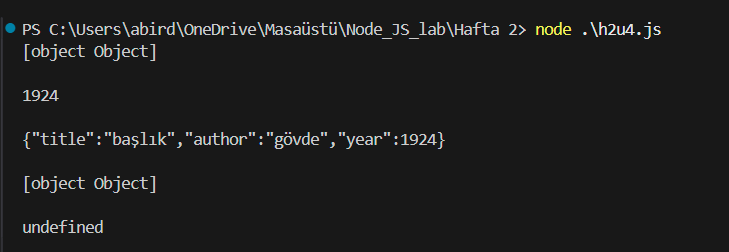 PS C:\Users\abird\OneDrive\Masaüstü\Node_JS_lab\Hafta 2> node .\h2u4.js
[object Object]
1924
{"title":"başlık","author":"gövde","year":1924}
[object Object]
undefined